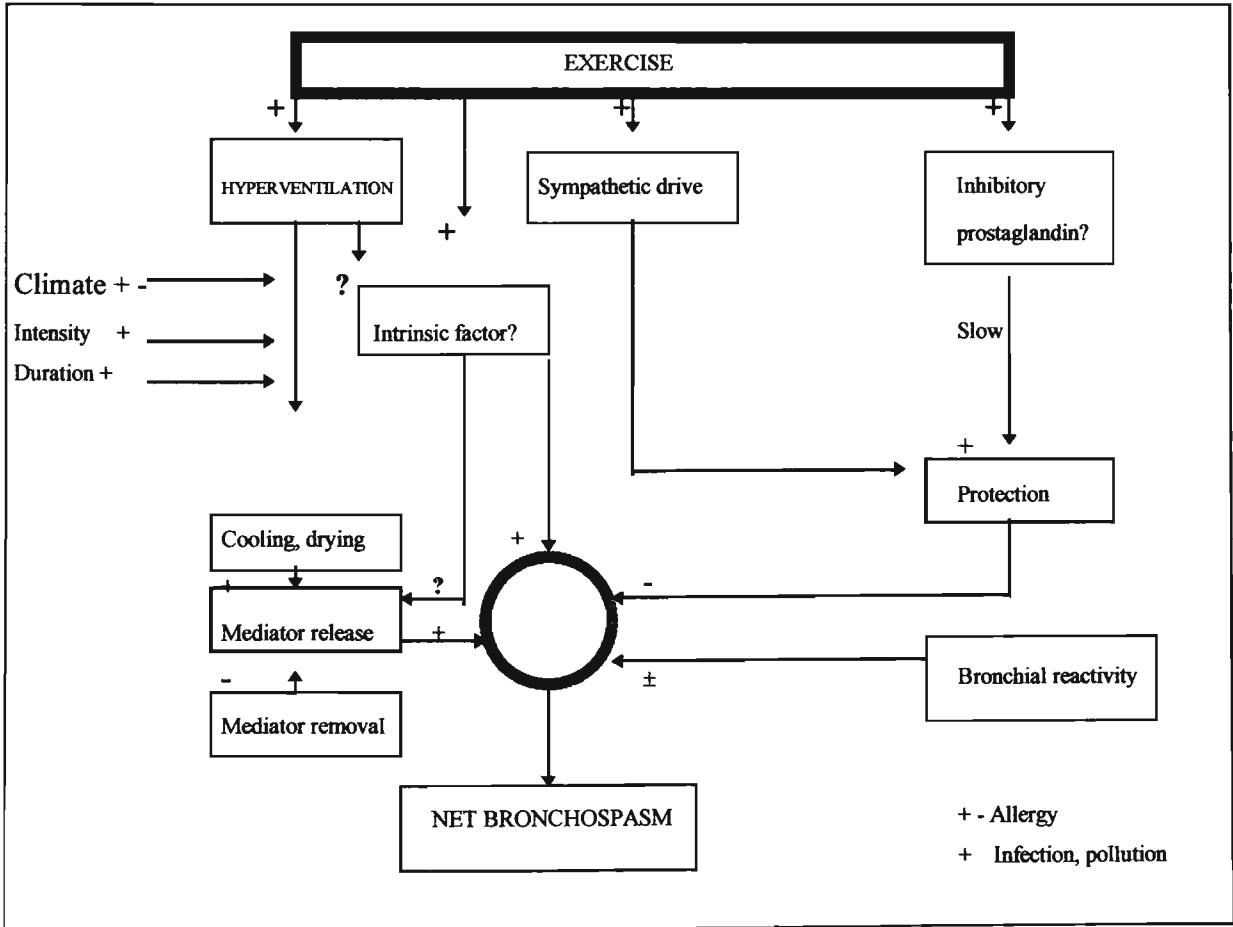 EXERCISE
+
+
+
HYPERVENTILATION
Sympathetic drive
Inhibitory
prostaglandin?
+
?
Climate + -
Intensity +
Duration +
Intrinsic factor?
Slow
+
Protection
Cooling, drying
+
+
?
-
Mediator release
+
-
±
Bronchial reactivity
Mediator removal
NET BRONCHOSPASM
+ - Allergy
+ Infection, pollution